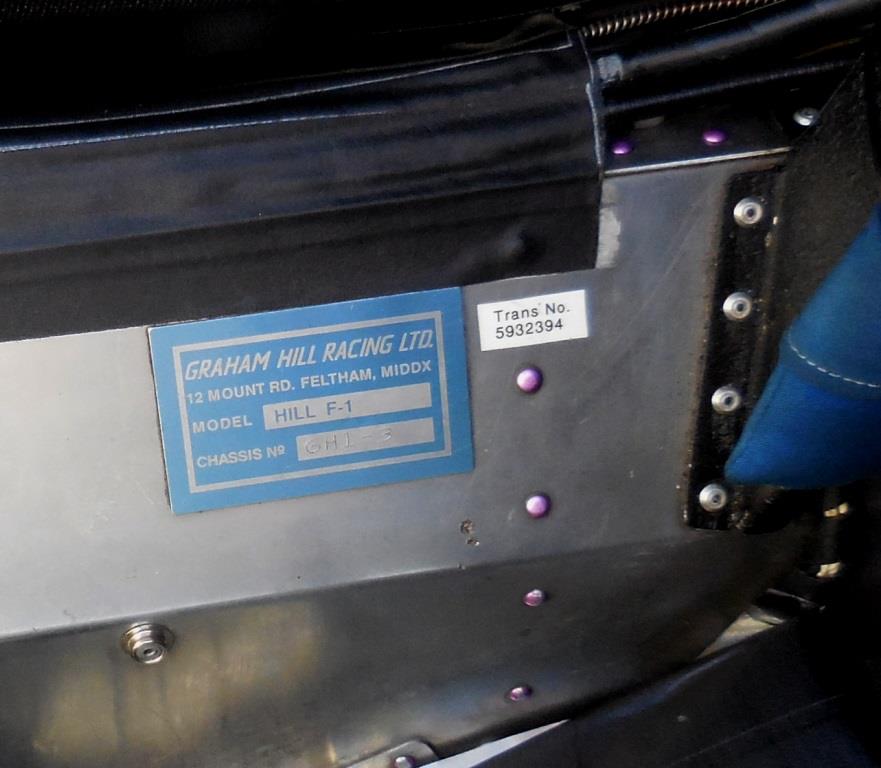 GRAHAM HILL RACING LTD.
12 MOUNT RD. FELTHAM, MIDDX
MODEL HILL F-1
CHASSIS Nº GH1-3
Trans No.
5932394